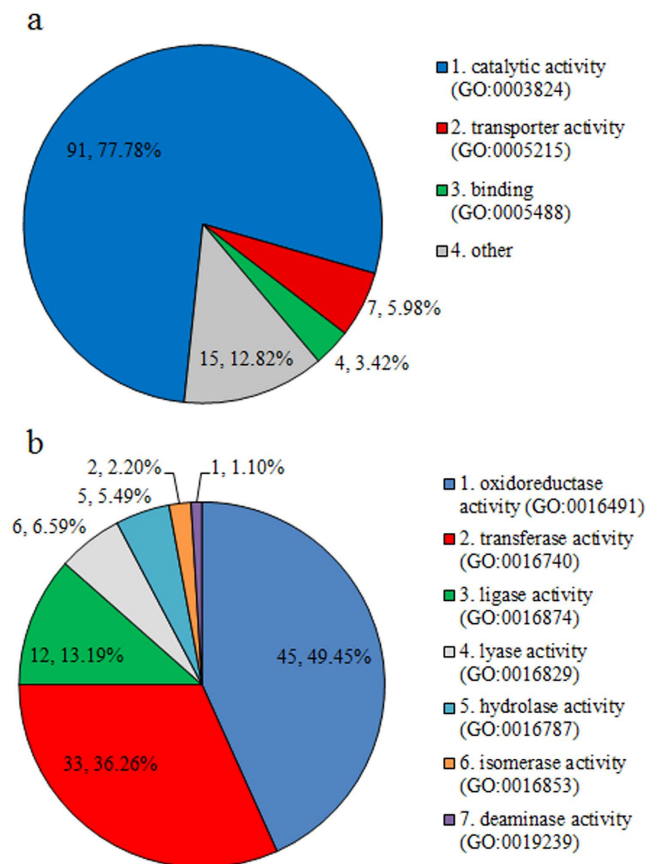 a
91, 77.78%
7, 5.98%
4, 3.42%
15, 12.82%
1. catalytic activity
(GO:0003824)
2. transporter activity
(GO:0005215)
3. binding
(GO:0005488)
4. other
b
2, 2.20%
1, 1.10%
5, 5.49%
6, 6.59%
12, 13.19%
45, 49.45%
33, 36.26%
1. oxidoreductase
activity (GO:0016491)
2. transferase activity
(GO:0016740)
3. ligase activity
(GO:0016874)
4. lyase activity
(GO:0016829)
5. hydrolase activity
(GO:0016787)
6. isomerase activity
(GO:0016853)
7. deaminase activity
(GO:0019239)